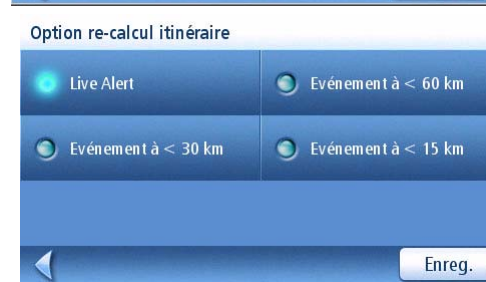 Option re-calcul itinéraire
Live Alert
Evénement à < 60 km
Evénement à < 30 km
Evénement à < 15 km
Enreg.